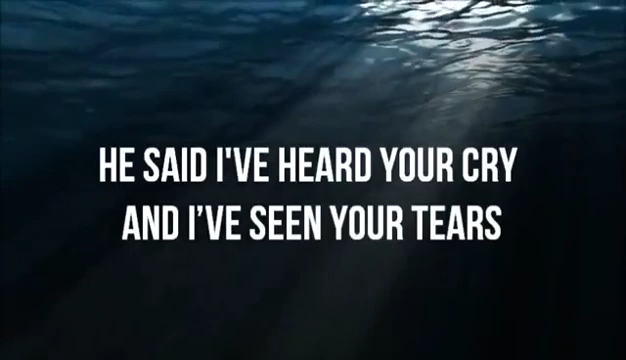 HE SAID I'VE HEARD YOUR CRY
AND I’VE SEEN YOUR TEARS